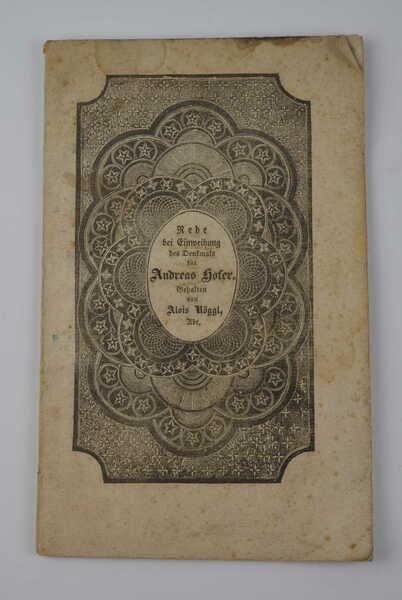 Rede
bei Einweihung
des Denkmals
für
Andreas Hofer.
Gehalten
von
Alois Röggl,
Abt.